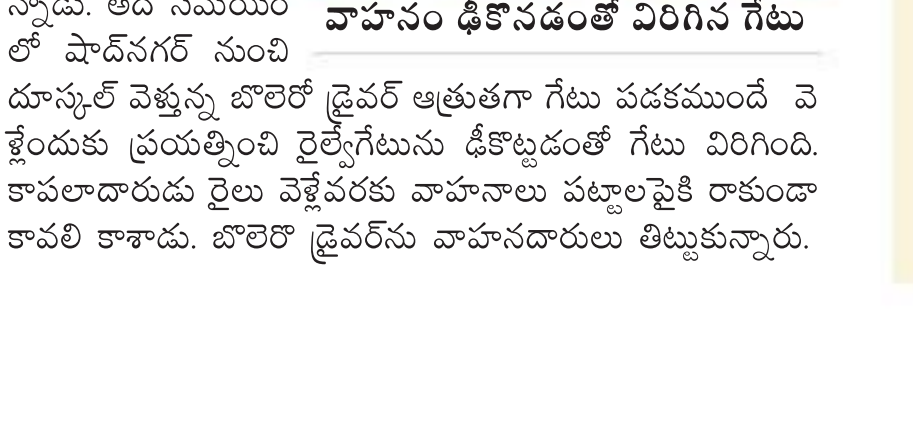 వాహనం ఢీకొనడంతో విరిగిన గేటు
న్నాడు. అదే సమయం
లో షాద్‌నగర్ నుంచి
దూస్కల్ వెళ్తున్న బొలెరో డ్రైవర్ ఆత్రుతగా గేటు పడకముందే వె
ళ్లేందుకు ప్రయత్నించి రైల్వేగేటును ఢీకొట్టడంతో గేటు విరిగింది.
కాపలాదారుడు రైలు వెళ్లేవరకు వాహనాలు పట్టాలపైకి రాకుండా
కావలి కాశాడు. బొలెరొ డ్రైవర్‌ను వాహనదారులు తిట్టుకున్నారు.